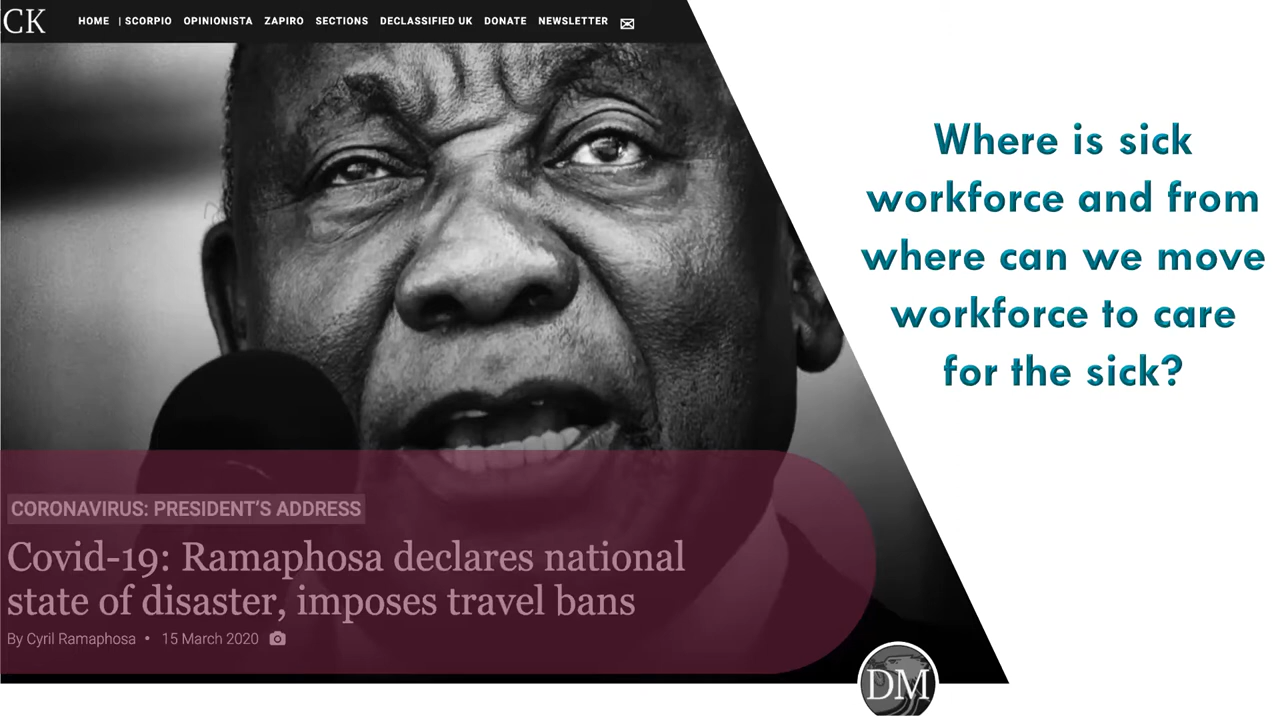 CK
HOME | SCORPIO OPINIONISTA ZAPIRO SECTIONS DECLASSIFIED UK DONATE NEWSLETTER
CORONAVIRUS: PRESIDENT'S ADDRESS
Covid-19: Ramaphosa declares national
state of disaster, imposes travel bans
By Cyril Ramaphosa • 15 March 2020
DM
Where is sick
workforce and from
where can we move
workforce to care
for the sick?